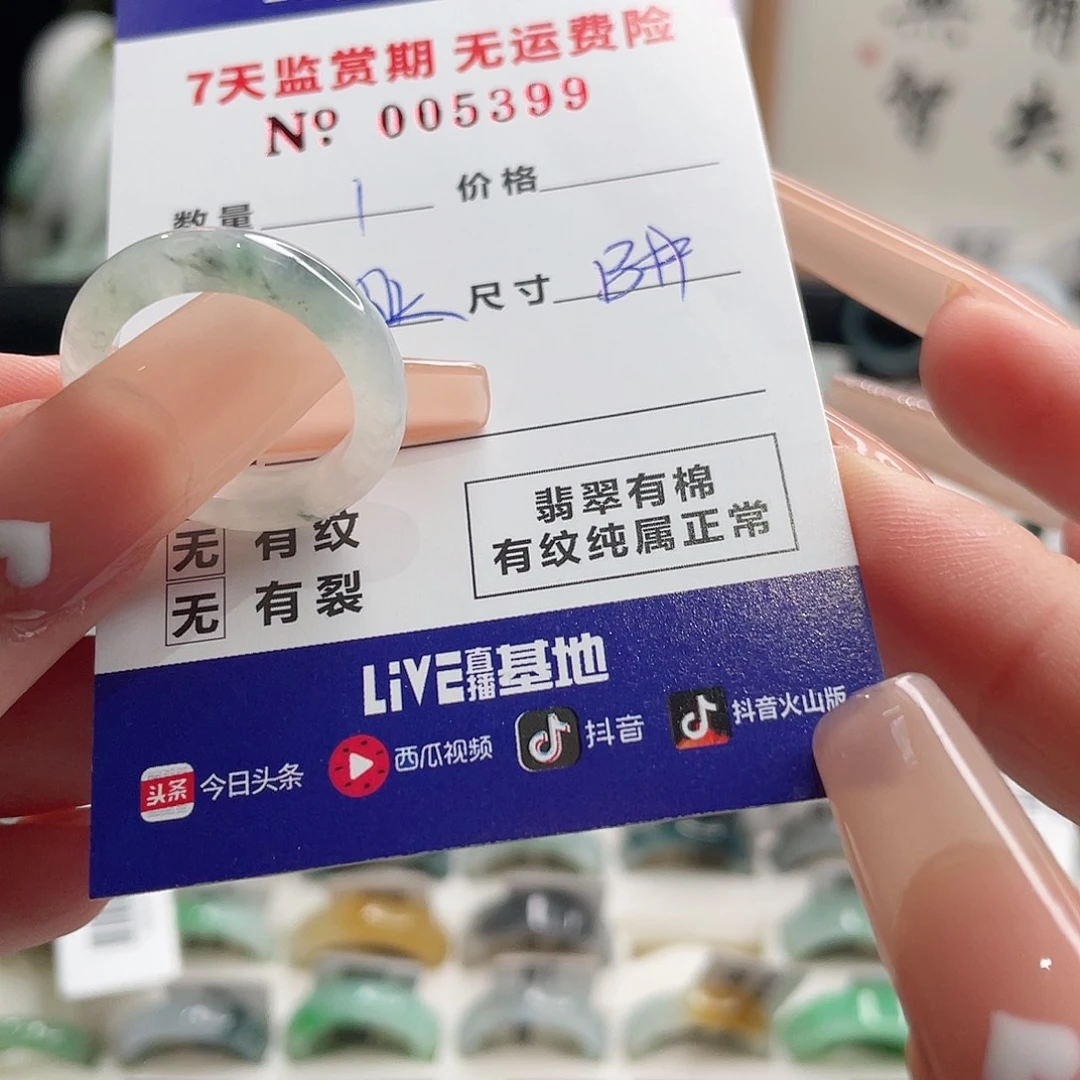 7天监赏期 无运费险
Nº 005399
数量 1 价格
尺寸
无 有纹
无 有裂
翡翠有棉
有纹纯属正常
LiVE直播基地
头条 今日头条 西瓜视频 抖音 抖音火山版